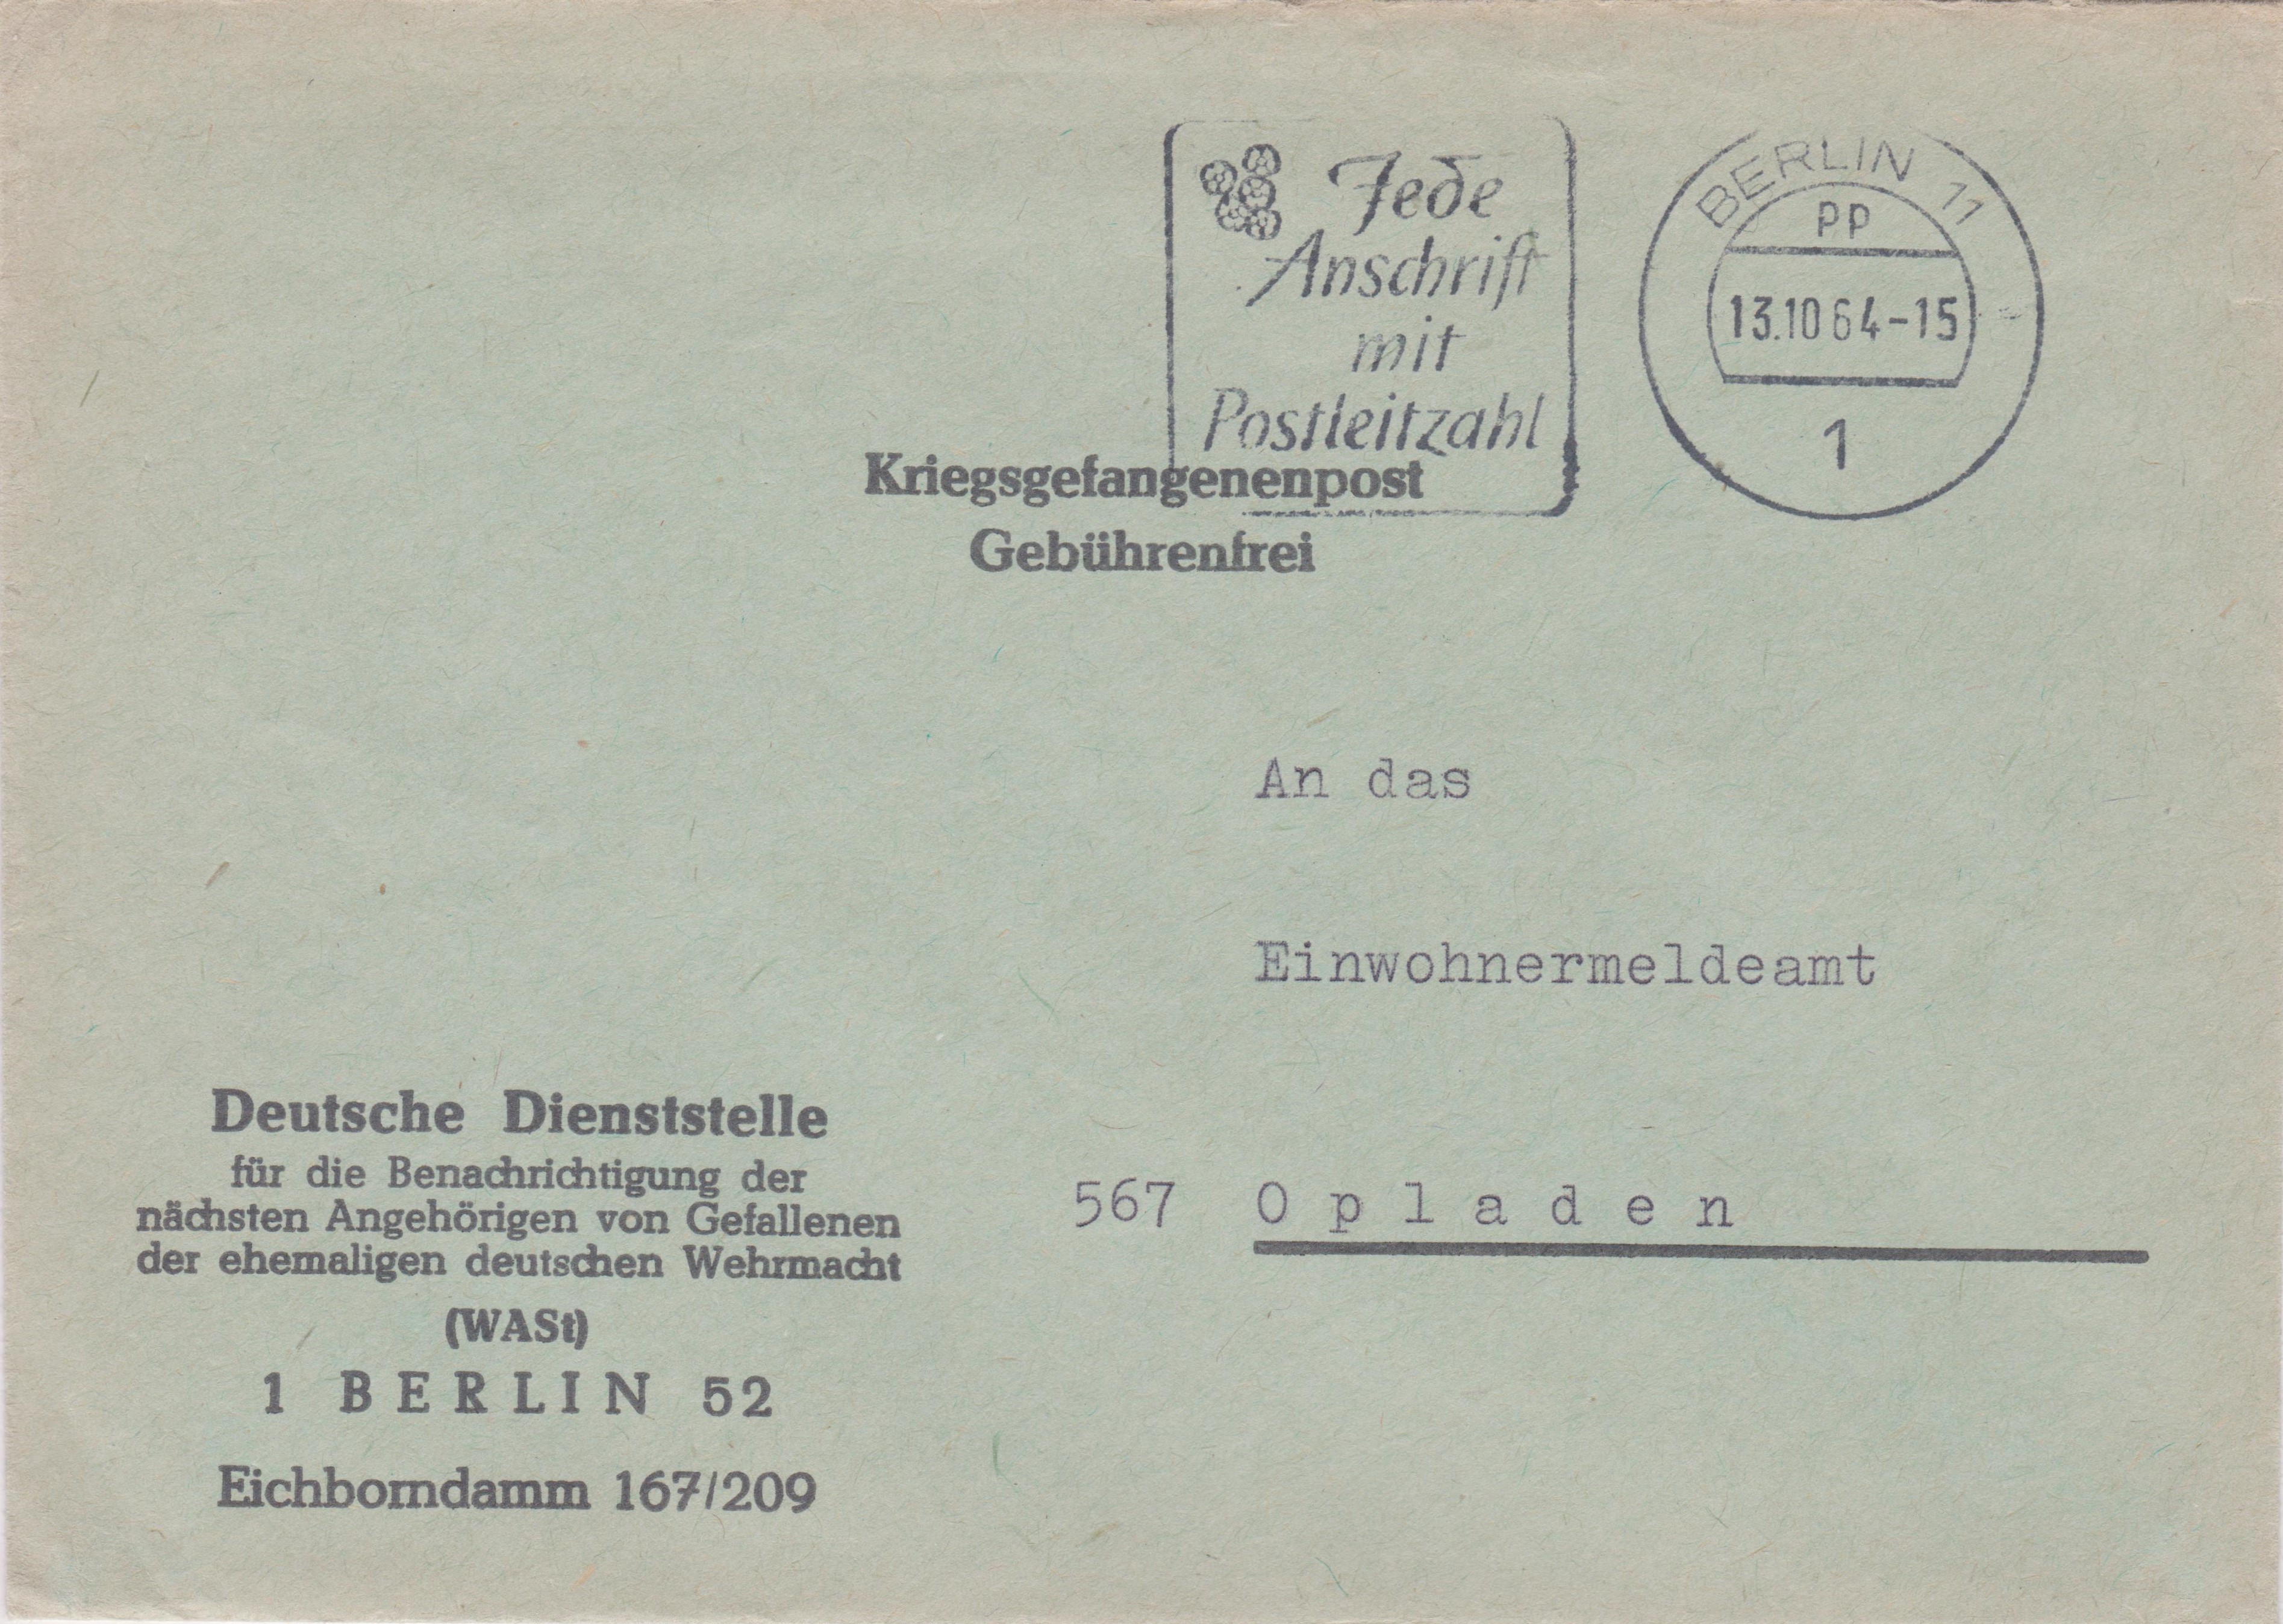 Jede
Anschrift
mit
Postleitzahl
BERLIN 11
pp
13.10 64-15
1
Kriegsgefangenenpost
Gebührenfrei
An das
Einwohnermeldeamt
567 Opladen
Deutsche Dienststelle
für die Benachrichtigung der
nächsten Angehörigen von Gefallenen
der ehemaligen deutschen Wehrmacht
(WASt)
1 BERLIN 52
Eichborndamm 167/209